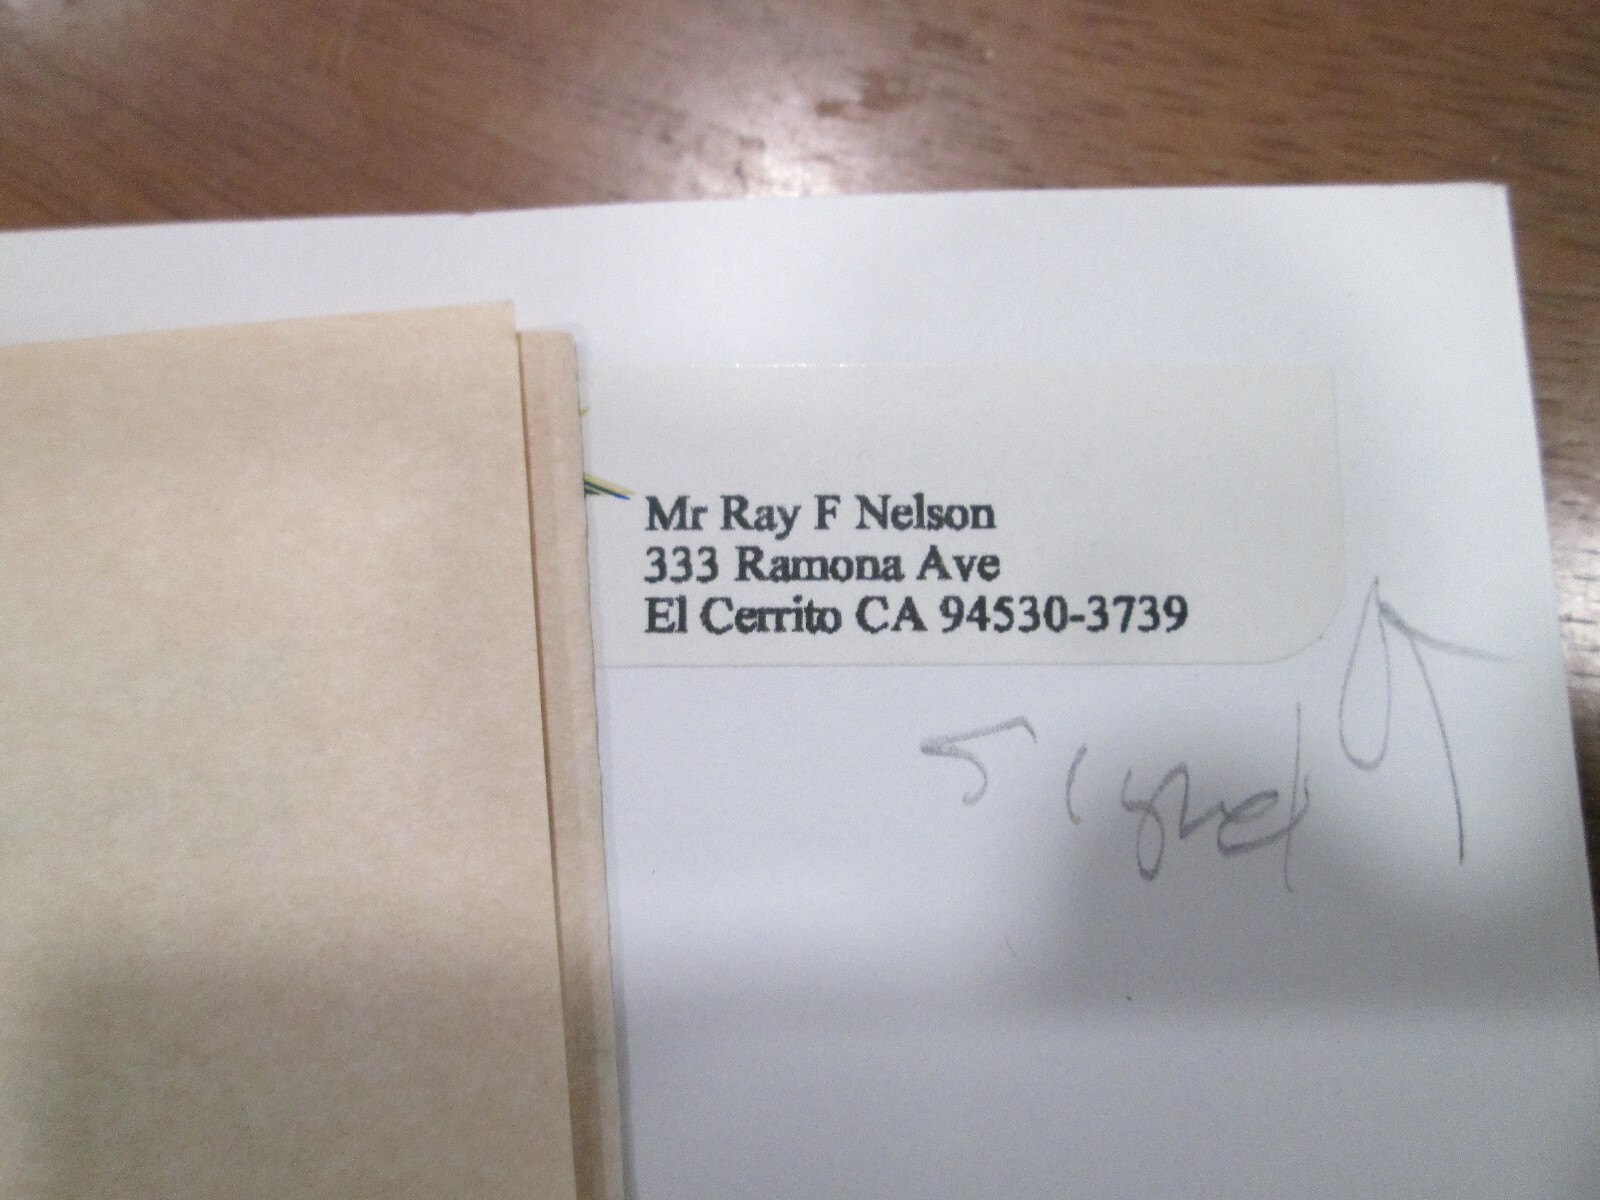 Mr Ray F Nelson
333 Ramona Ave
El Cerrito CA 94530-3739
signed